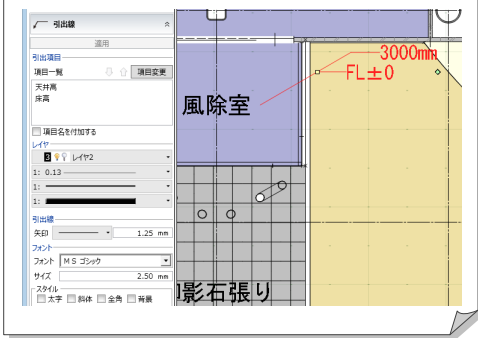 引出線
適用
引出項目
項目一覧
項目変更
天井高
床高
項目名を付加する
レイヤ
3 レイヤ2
1: 0.13
1:
1:
引出線
矢印 1.25 mm
フォント
フォント MS ゴシック
サイズ 2.50 mm
スタイル
太字 斜体 全角 背景
3000mm
FL±0
風除室
影石張り